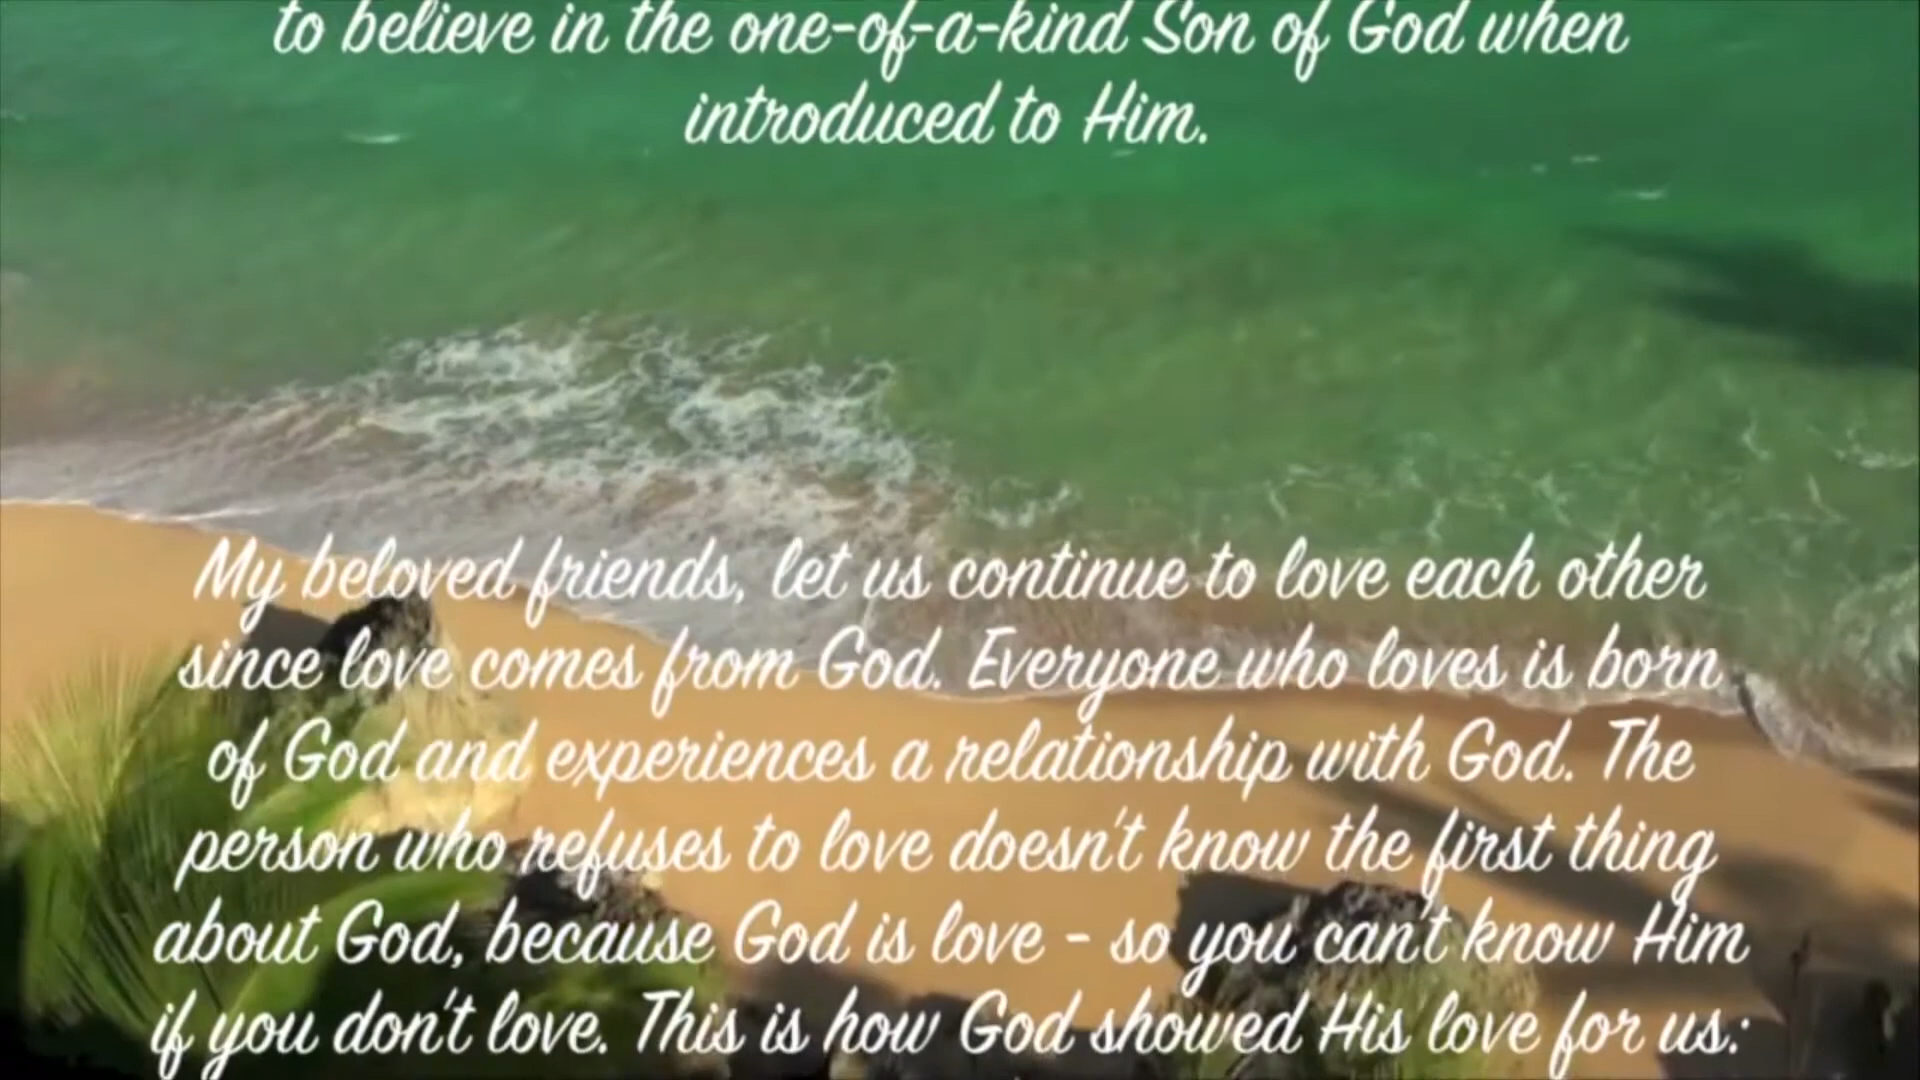 to believe in the one-of-a-kind Son of God when
introduced to Him.
My beloved friends, let us continue to love each other
since love comes from God. Everyone who loves is born
of God and experiences a relationship with God. The
person who refuses to love doesn't know the first thing
about God, because God is love - so you can't know Him
if you don't love. This is how God showed His love for us: